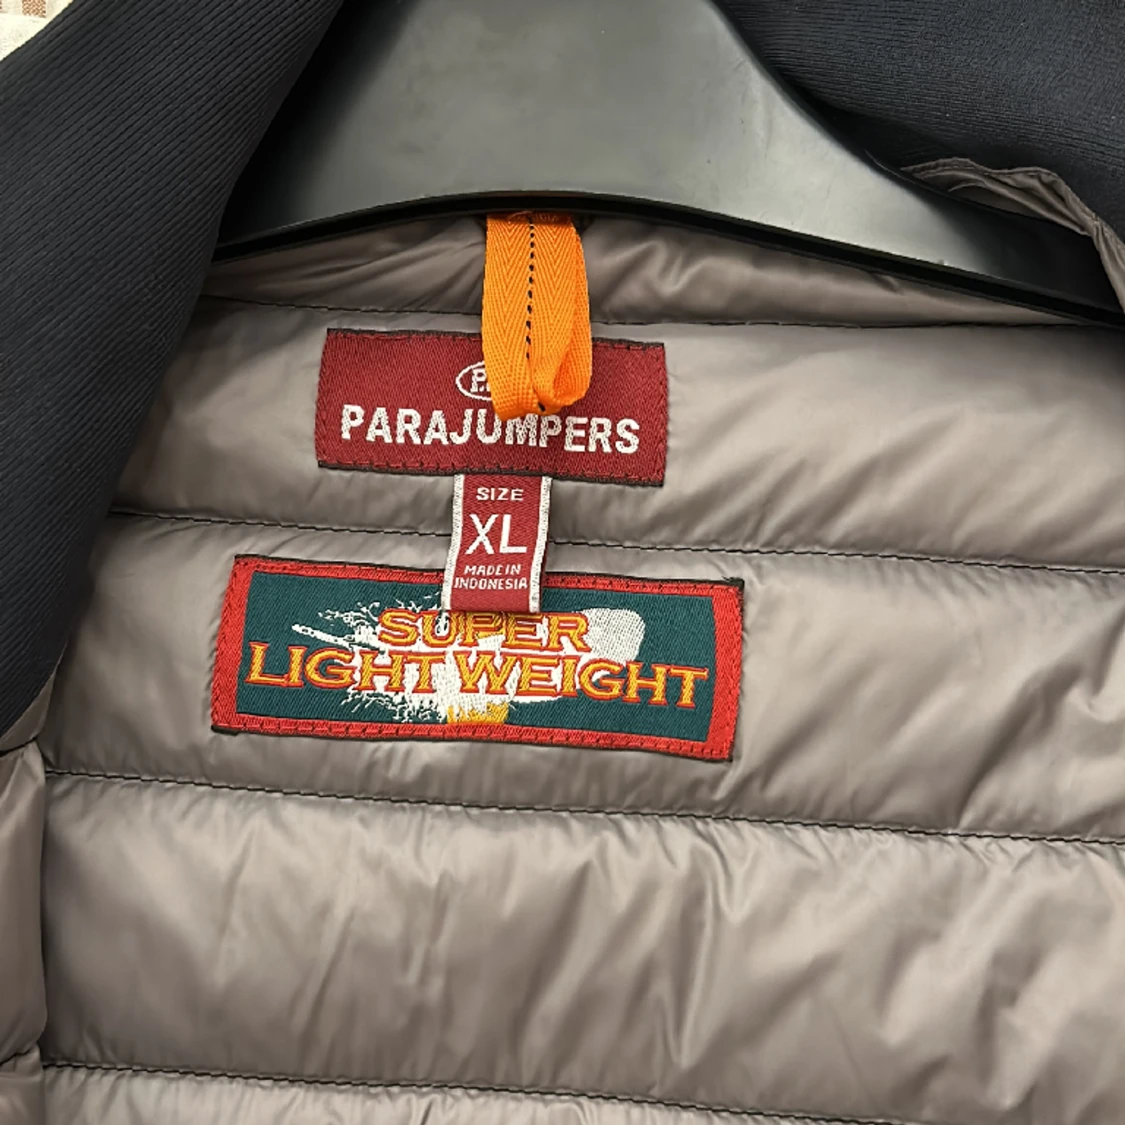 PARAJUMPERS
SIZE
XL
MADE IN
INDONESIA
SUPER
LIGHT WEIGHT